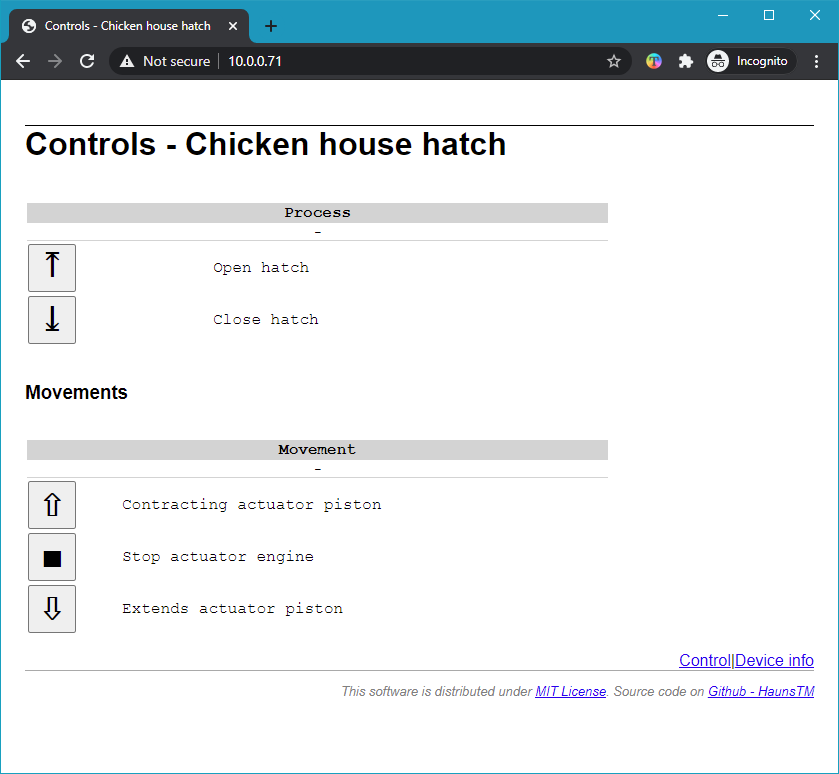 Controls - Chicken house hatch
Not secure 10.0.0.71 Incognito
Controls - Chicken house hatch
Process
-
Open hatch
Close hatch
Movements
Movement
-
Contracting actuator piston
Stop actuator engine
Extends actuator piston
Control|Device info
This software is distributed under MIT License. Source code on Github - HaunsTM